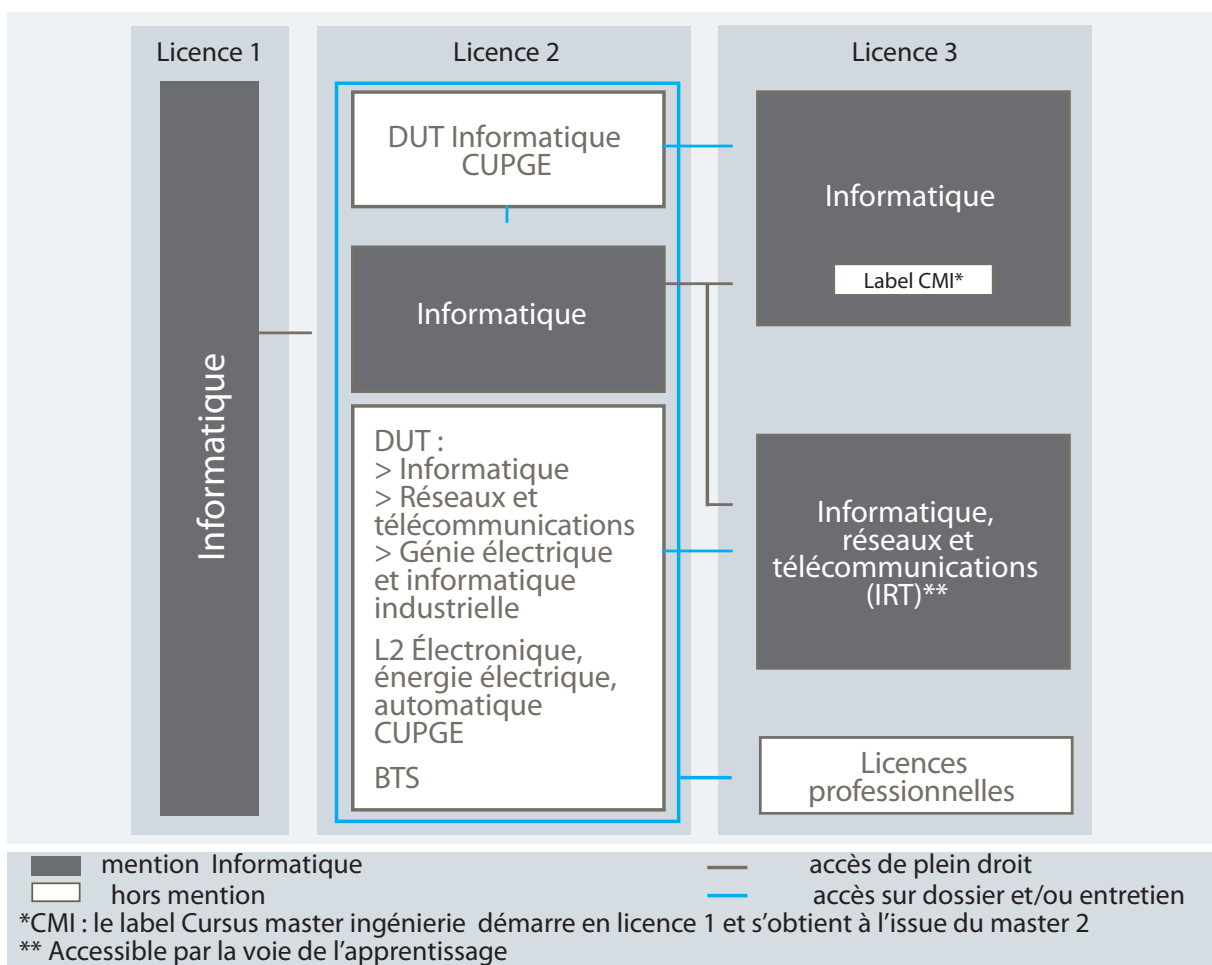 Licence 1
Licence 2
Licence 3
Informatique
DUT Informatique
CUPGE
Informatique
DUT :
> Informatique
> Réseaux et
télécommunications
> Génie électrique
et informatique
industrielle
L2 Électronique,
énergie électrique,
automatique
CUPGE
BTS
Informatique
Label CMI*
Informatique,
réseaux et
télécommunications
(IRT)**
Licences
professionnelles
mention Informatique
hors mention
accès de plein droit
accès sur dossier et/ou entretien
*CMI : le label Cursus master ingénierie démarre en licence 1 et s’obtient à l’issue du master 2
** Accessible par la voie de l’apprentissage